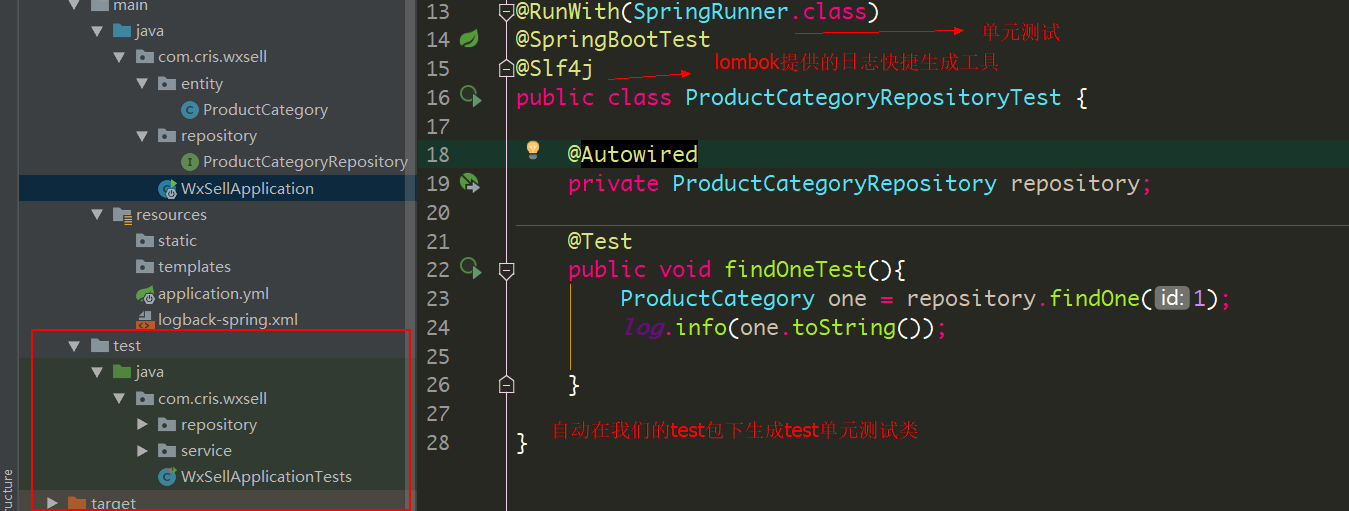 main
java
com.cris.wxsell
entity
ProductCategory
repository
ProductCategoryRepository
WxSellApplication
resources
static
templates
application.yml
logback-spring.xml
test
java
com.cris.wxsell
repository
service
WxSellApplicationTests
target
ructure
13 @RunWith(SpringRunner.class)
单元测试
14 @SpringBootTest
lombok提供的日志快捷生成工具
15 @Slf4j
16 public class ProductCategoryRepositoryTest {
17
18 @Autowired
19 private ProductCategoryRepository repository;
20
21 @Test
22 public void findOneTest(){
23 ProductCategory one = repository.findOne( id: 1);
24 log.info(one.toString());
25
26 }
27
自动在我们的test包下生成test单元测试类
28 }